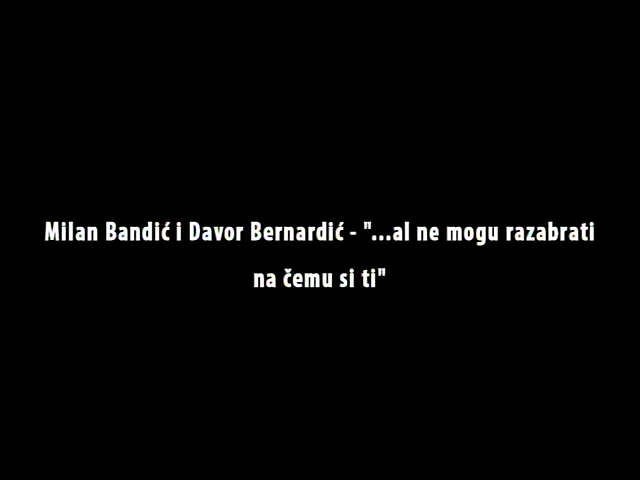 Milan Bandić i Davor Bernardić - "...al ne mogu razabrati
na čemu si ti"